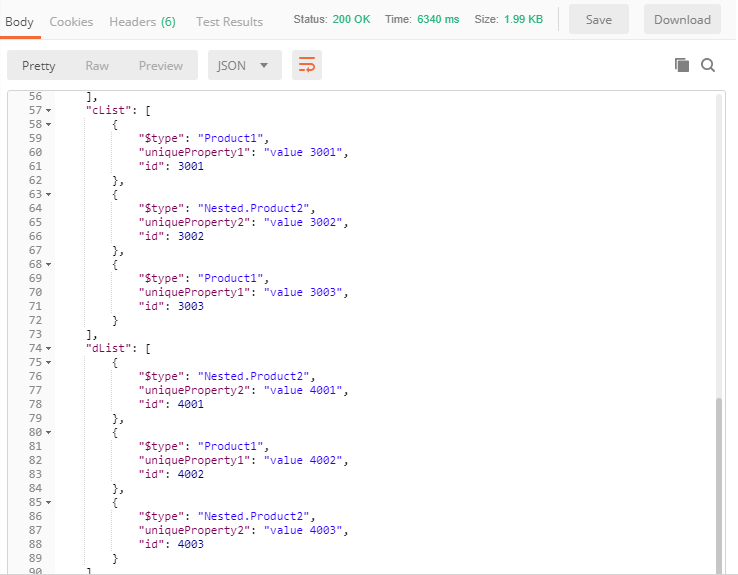 Body Cookies Headers (6) Test Results Status: 200 OK Time: 6340 ms Size: 1.99 KB Save Download
Pretty Raw Preview JSON
56 ],
57 "cList": [
58 {
59 "$type": "Product1",
60 "uniqueProperty1": "value 3001",
61 "id": 3001
62 },
63 {
64 "$type": "Nested.Product2",
65 "uniqueProperty2": "value 3002",
66 "id": 3002
67 },
68 {
69 "$type": "Product1",
70 "uniqueProperty1": "value 3003",
71 "id": 3003
72 }
73 ],
74 "dList": [
75 {
76 "$type": "Nested.Product2",
77 "uniqueProperty2": "value 4001",
78 "id": 4001
79 },
80 {
81 "$type": "Product1",
82 "uniqueProperty1": "value 4002",
83 "id": 4002
84 },
85 {
86 "$type": "Nested.Product2",
87 "uniqueProperty2": "value 4003",
88 "id": 4003
89 }
90 ]